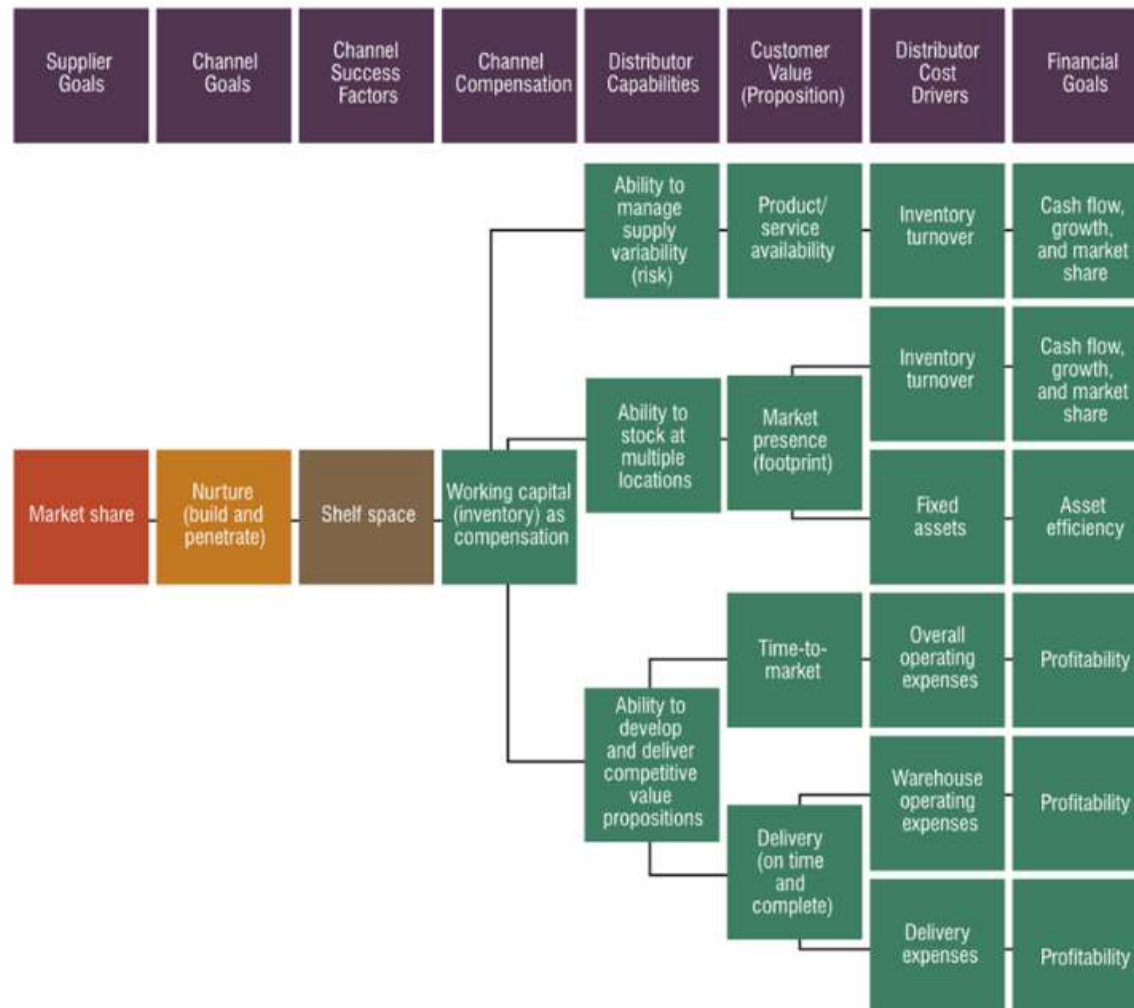 Supplier
Goals
Channel
Goals
Channel
Success
Factors
Channel
Compensation
Distributor
Capabilities
Customer
Value
(Proposition)
Distributor
Cost
Drivers
Financial
Goals
Ability to
manage
supply
variability
(risk)
Product/
service
availability
Inventory
turnover
Cash flow,
growth,
and market
share
Inventory
turnover
Cash flow,
growth,
and market
share
Ability to
stock at
multiple
locations
Market
presence
(footprint)
Market share
Nurture
(build and
penetrate)
Shelf space
Working capital
(inventory) as
compensation
Fixed
assets
Asset
efficiency
Time-to-
market
Overall
operating
expenses
Profitability
Ability to
develop
and deliver
competitive
value
propositions
Warehouse
operating
expenses
Profitability
Delivery
(on time
and
complete)
Delivery
expenses
Profitability